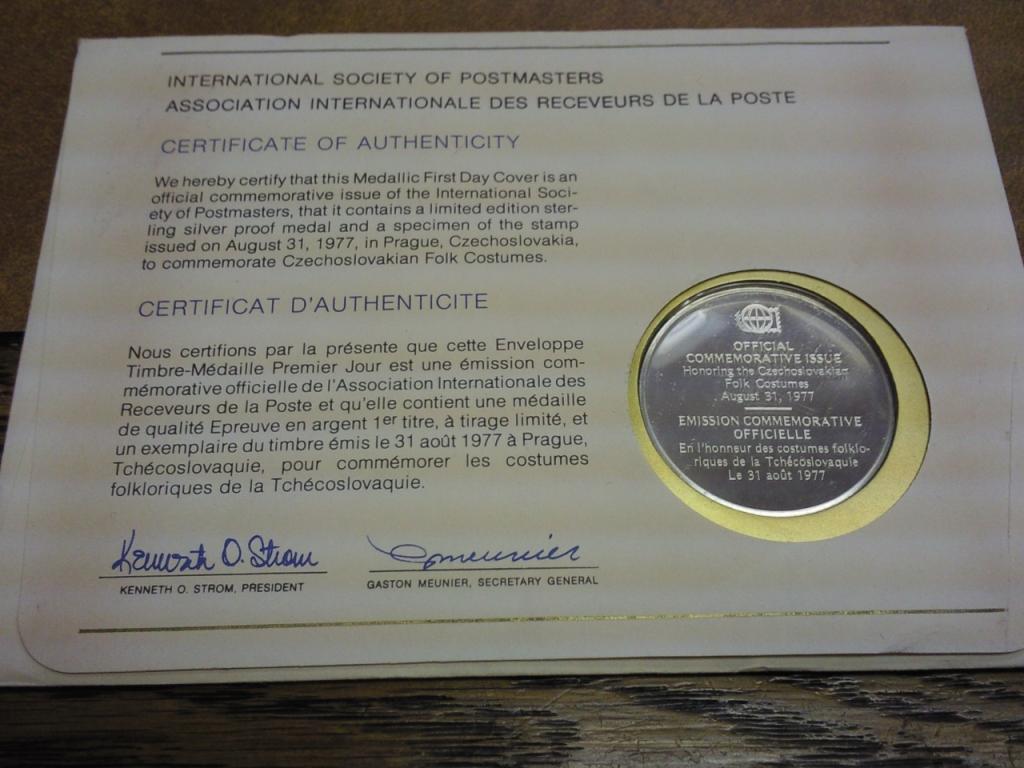 INTERNATIONAL SOCIETY OF POSTMASTERS
ASSOCIATION INTERNATIONALE DES RECEVEURS DE LA POSTE
CERTIFICATE OF AUTHENTICITY
We hereby certify that this Medallic First Day Cover is an
official commemorative issue of the International Soci-
ety of Postmasters, that it contains a limited edition ster-
ling silver proof medal and a specimen of the stamp
issued on August 31, 1977, in Prague, Czechoslovakia,
to commemorate Czechoslovakian Folk Costumes.
CERTIFICAT D'AUTHENTICITE
Nous certifions par la présente que cette Enveloppe
Timbre-Médaille Premier Jour est une émission com-
mémorative officielle de l'Association Internationale des
Receveurs de la Poste et qu'elle contient une médaille
de qualité Epreuve en argent 1er titre, à tirage limité, et
un exemplaire du timbre émis le 31 août 1977 à Prague,
Tchécoslovaquie, pour commémorer les costumes
folkloriques de la Tchécoslovaquie.
Kenneth O. Strom
KENNETH O. STROM, PRESIDENT
Gmeunier
GASTON MEUNIER, SECRETARY GENERAL
OFFICIAL
COMMEMORATIVE ISSUE
Honoring the Czechoslovakian
Folk Costumes
August 31, 1977
EMISSION COMMEMORATIVE
OFFICIELLE
En l'honneur des costumes folklo-
riques de la Tchécoslovaquie
Le 31 août 1977